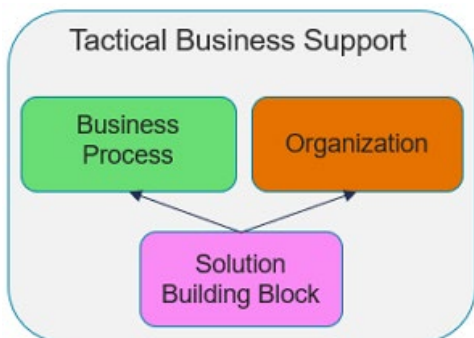 Tactical Business Support
Business
Process
Organization
Solution
Building Block